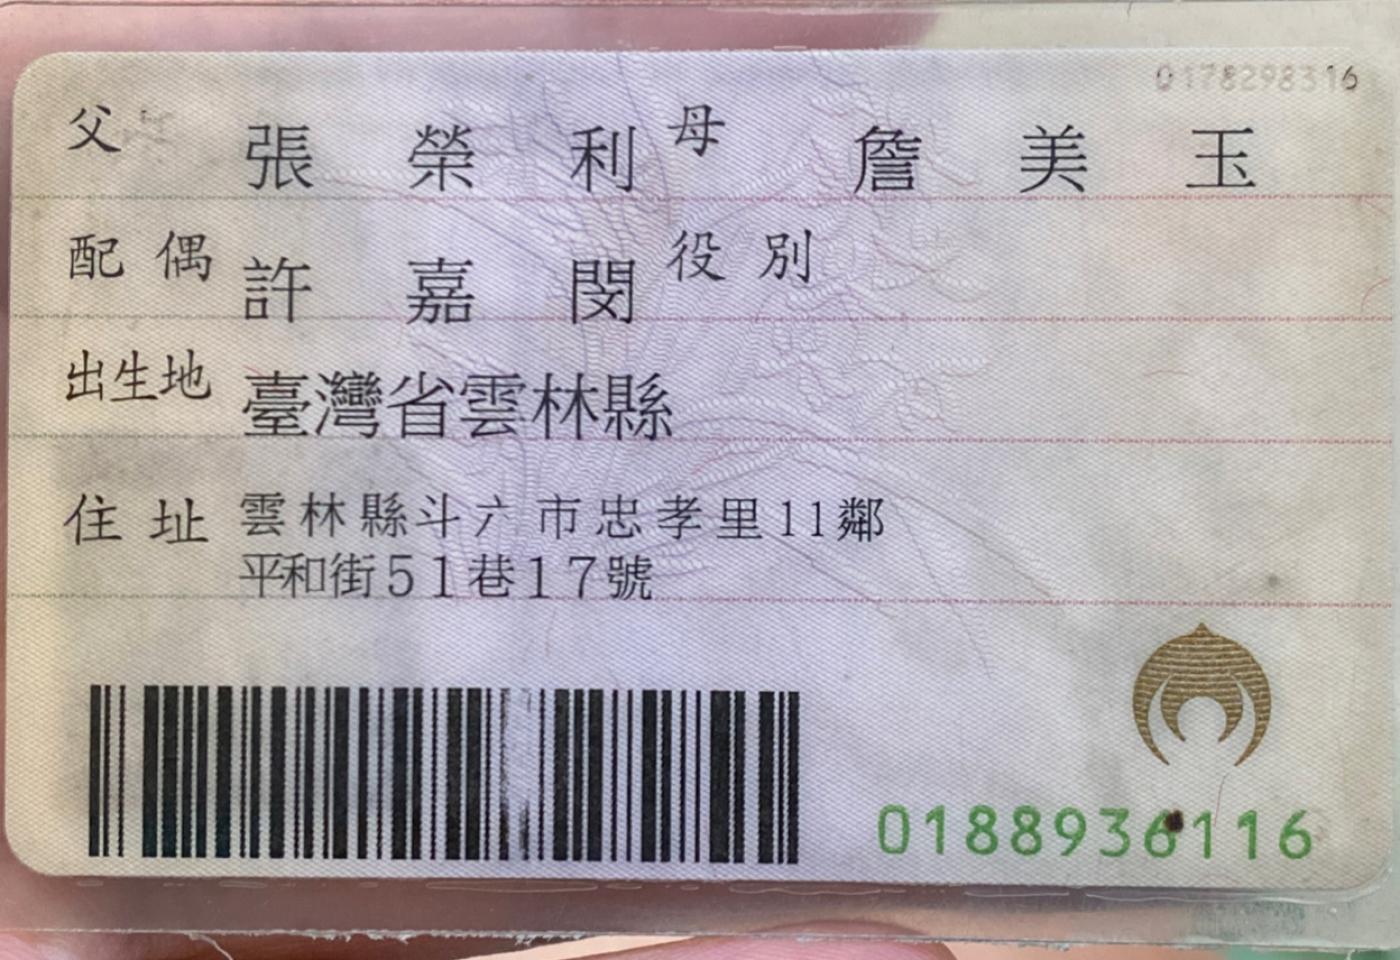 0178298316
父 張榮利 母 詹美玉
配偶 許嘉閔 役別
出生地 臺灣省雲林縣
住址 雲林縣斗六市忠孝里11鄰
平和街51巷17號
0188936116